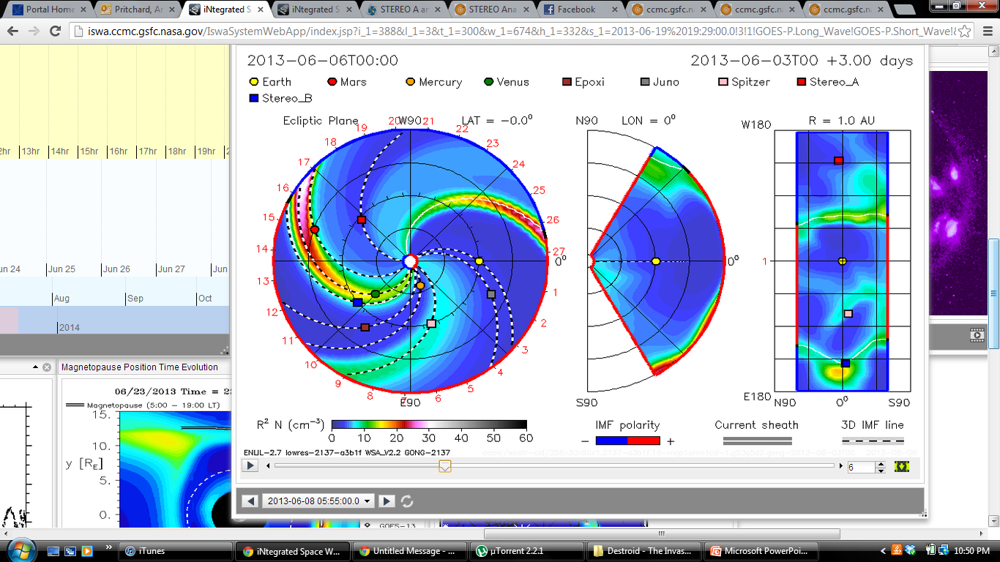 Portal Home
Pritchard, Ar
iNtegrated S
iNtegrated S
STEREO A ar
STEREO Ana
Facebook
ccmc.gsfc.na
ccmc.gsfc.na
ccmc.gsfc.na
iswa.ccmc.gsfc.nasa.gov/IswaSystemWebApp/index.jsp?i_1=388&l_1=3&t_1=300&w_1=674&h_1=332&s_1=2013-06-19%2019:29:00.0!3!1!GOES-P.Long_Wave!GOES-P.Short_Wave!&
2013-06-06T00:00
2013-06-03T00 +3.00 days
Earth Mars Mercury Venus Epoxi Juno Spitzer Stereo_A
Stereo_B
Ecliptic Plane W90 LAT = -0.0⁰
N90 LON = 0⁰
W180 R = 1.0 AU
20 21
19 22
18 23
17 24
16 25
15 26
14 27 0⁰
13 1
12 2
11 3
10 4
9 5
8 7 6
E90
0⁰
S90
1
E180
N90 0⁰ S90
R² N (cm⁻³)
0 10 20 30 40 50 60
IMF polarity
- +
Current sheath
3D IMF line
ENLIL-2.7 lowres-2137-a3b1f WSA_V2.2 GONG-2137
6
2013-06-08 05:55:00.0
2hr 13hr 14hr 15hr 16hr 17hr 18hr 19hr 2
un 24 Jun 25 Jun 26 Jun 27 Jun
Aug Sep Oct
2014
Magnetopause Position Time Evolution
06/23/2013 Time = 2
Magnetopause (5:00 - 19:00 LT)
15.
10.
y [R_E]
5.
0.
GOES-13
iTunes
iNtegrated Space W...
Untitled Message - ...
µTorrent 2.2.1
Destroid - The Invas...
Microsoft PowerPoi...
10:50 PM